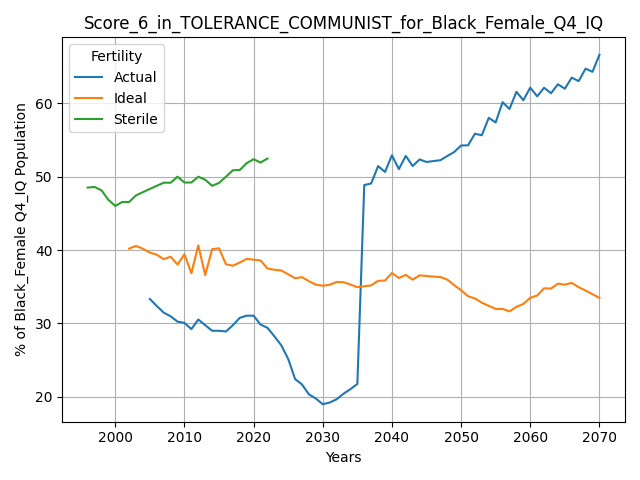 Score_6_in_TOLERANCE_COMMUNIST_for_Black_Female_Q4_IQ
Fertility
Actual
Ideal
Sterile
% of Black_Female Q4_IQ Population
60
50
40
30
20
2000 2010 2020 2030 2040 2050 2060 2070
Years